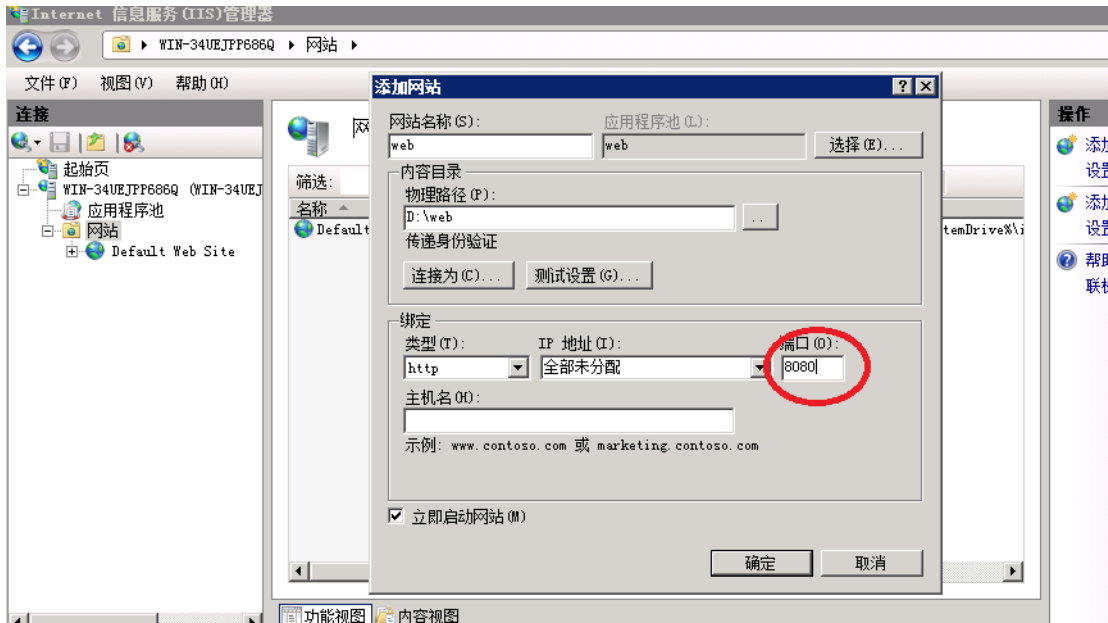 Internet 信息服务(IIS)管理器
WIN-34UEJPP686Q 网站
文件(F) 视图(V) 帮助(H)
连接
起始页
WIN-34UEJPP686Q (WIN-34UEJ
应用程序池
网站
Default Web Site
网
筛选:
名称
Default
temDrive%\i
添加网站
网站名称(S):
应用程序池(L):
web
web
选择(E)...
内容目录
物理路径(P):
D:\web
..
传递身份验证
连接为(C)...
测试设置(G)...
绑定
类型(T):
IP 地址(I):
端口(O):
http
全部未分配
8080
主机名(H):
示例: www.contoso.com 或 marketing.contoso.com
立即启动网站(M)
确定
取消
功能视图
内容视图
操作
添加
设置
添加
设置
帮助
联机